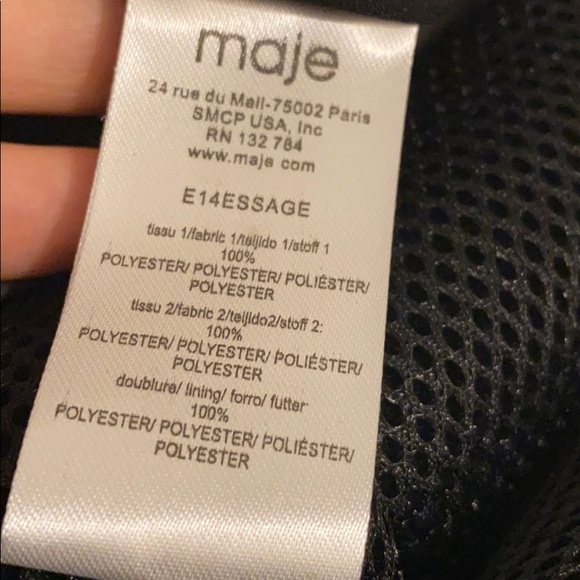 maje
24 rue du Mail-75002 Paris
SMCP USA, Inc
RN 132 784
www.maje com
E14ESSAGE
tissu 1/fabric 1/teijido 1/stoff 1
100%
POLYESTER/ POLYESTER/ POLIÉSTER/
POLYESTER
tissu 2/fabric 2/teijido2/stoff 2:
100%
POLYESTER/ POLYESTER/ POLIÉSTER/
POLYESTER
doublure/ lining/ forro/ futter
100%
POLYESTER/ POLYESTER/ POLIÉSTER/
POLYESTER